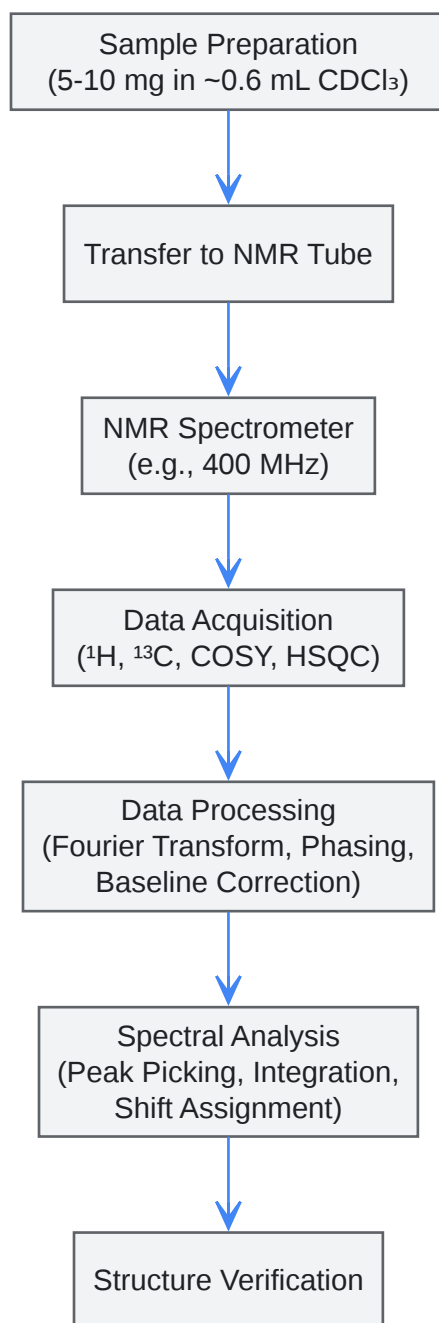 Sample Preparation
(5-10 mg in ~0.6 mL CDCl₃)
Transfer to NMR Tube
NMR Spectrometer
(e.g., 400 MHz)
Data Acquisition
(¹H, ¹³C, COSY, HSQC)
Data Processing
(Fourier Transform, Phasing,
Baseline Correction)
Spectral Analysis
(Peak Picking, Integration,
Shift Assignment)
Structure Verification